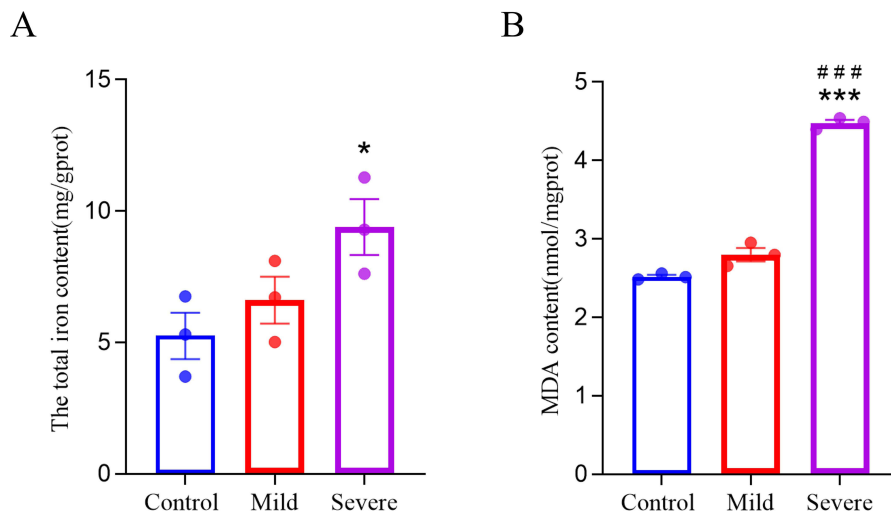 A
The total iron content(mg/gprot)
15
10
5
0
*
Control Mild Severe
B
MDA content(nmol/mgprot)
5
4
3
2
1
0
# # #
***
Control Mild Severe